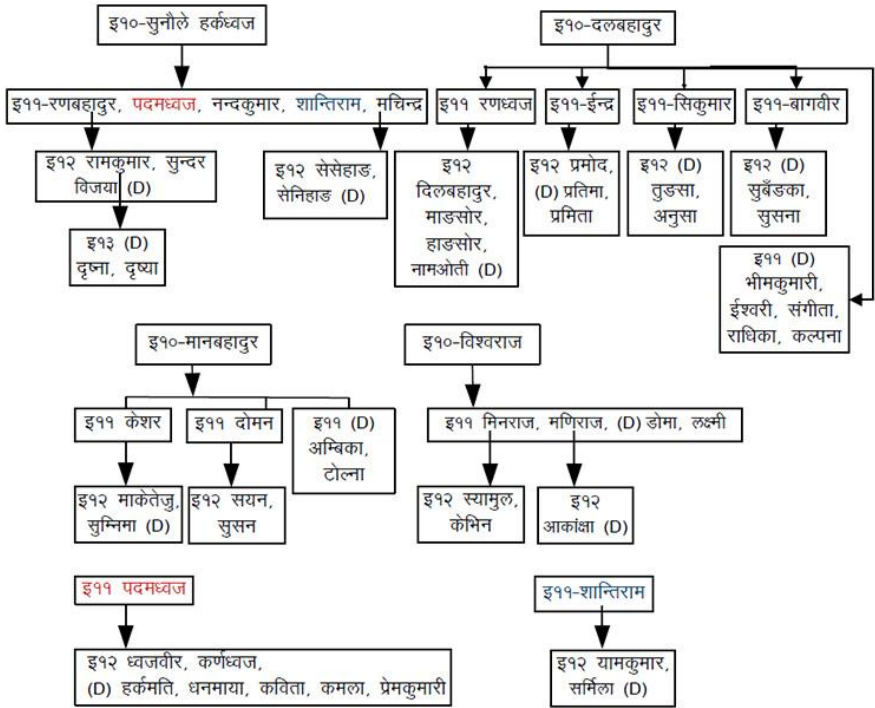 इ१०-सुनौले हर्कध्वज
इ१०-दलबहादुर
इ११-रणबहादुर, पदमध्वज, नन्दकुमार, शान्तिराम, मचिन्द्र
इ११ रणध्वज
इ११-ईन्द्र
इ११-सिकुमार
इ११-बागवीर
इ१२ रामकुमार, सुन्दर
विजया (D)
इ१२ सेसेहाङ,
सेनिहाङ (D)
इ१२
दिलबहादुर,
माङसोर,
हाङसोर,
नामओती (D)
इ१२ प्रमोद,
(D) प्रतिमा,
प्रमिता
इ१२ (D)
तुङसा,
अनुसा
इ१२ (D)
सुबँङका,
सुसना
इ१३ (D)
दृष्ना, दृष्या
इ११ (D)
भीमकुमारी,
ईश्वरी, संगीता,
राधिका, कल्पना
इ१०-मानबहादुर
इ१०-विश्वराज
इ११ केशर
इ११ दोमन
इ११ (D)
अम्बिका,
टोल्ना
इ११ मिनराज, मणिराज, (D) डोमा, लक्ष्मी
इ१२ माकेतेजु,
सुम्निमा (D)
इ१२ सयन,
सुसन
इ१२ स्यामुल,
केभिन
इ१२
आकांक्षा (D)
इ११ पदमध्वज
इ११-शान्तिराम
इ१२ ध्वजवीर, कर्णध्वज,
(D) हर्कमति, धनमाया, कविता, कमला, प्रेमकुमारी
इ१२ यामकुमार,
सर्मिला (D)